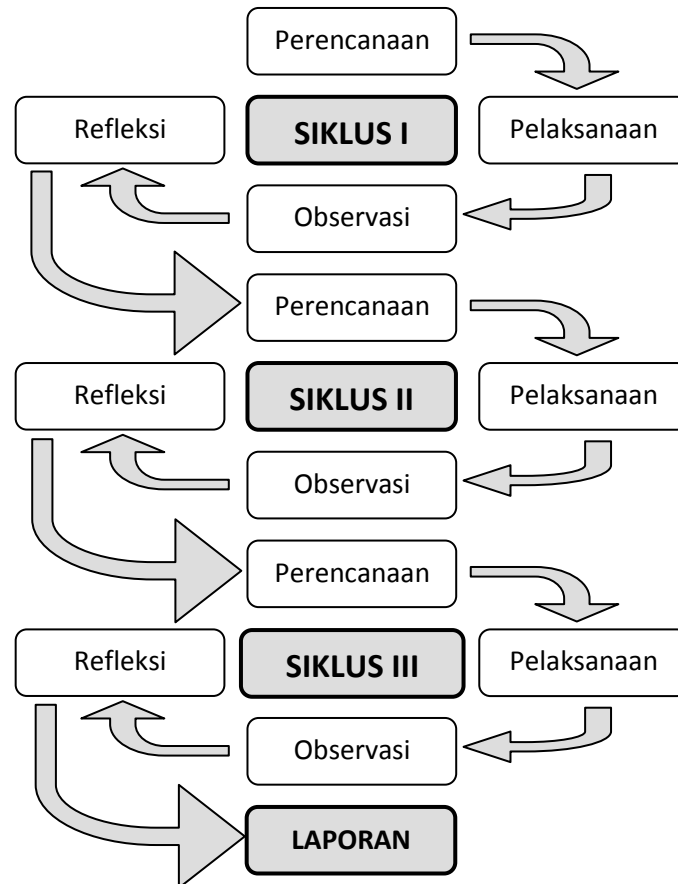 Perencanaan
Refleksi
SIKLUS I
Pelaksanaan
Observasi
Perencanaan
Refleksi
SIKLUS II
Pelaksanaan
Observasi
Perencanaan
Refleksi
SIKLUS III
Pelaksanaan
Observasi
LAPORAN